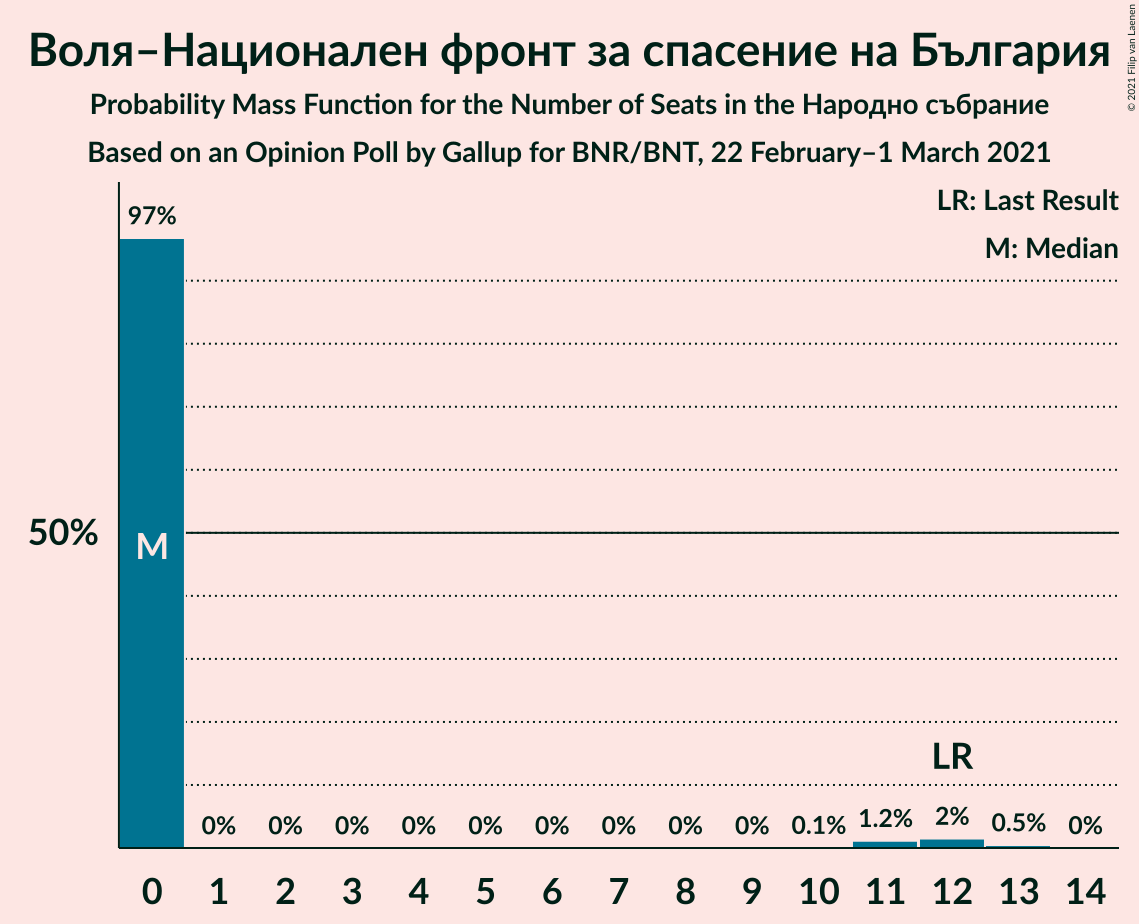 Воля–Национален фронт за спасение на България
Probability Mass Function for the Number of Seats in the Народно събрание
Based on an Opinion Poll by Gallup for BNR/BNT, 22 February–1 March 2021
© 2021 Filip van Laenen
LR: Last Result
M: Median
97%
50%
M
LR
0% 0% 0% 0% 0% 0% 0% 0% 0% 0.1% 1.2% 2% 0.5% 0%
0 1 2 3 4 5 6 7 8 9 10 11 12 13 14